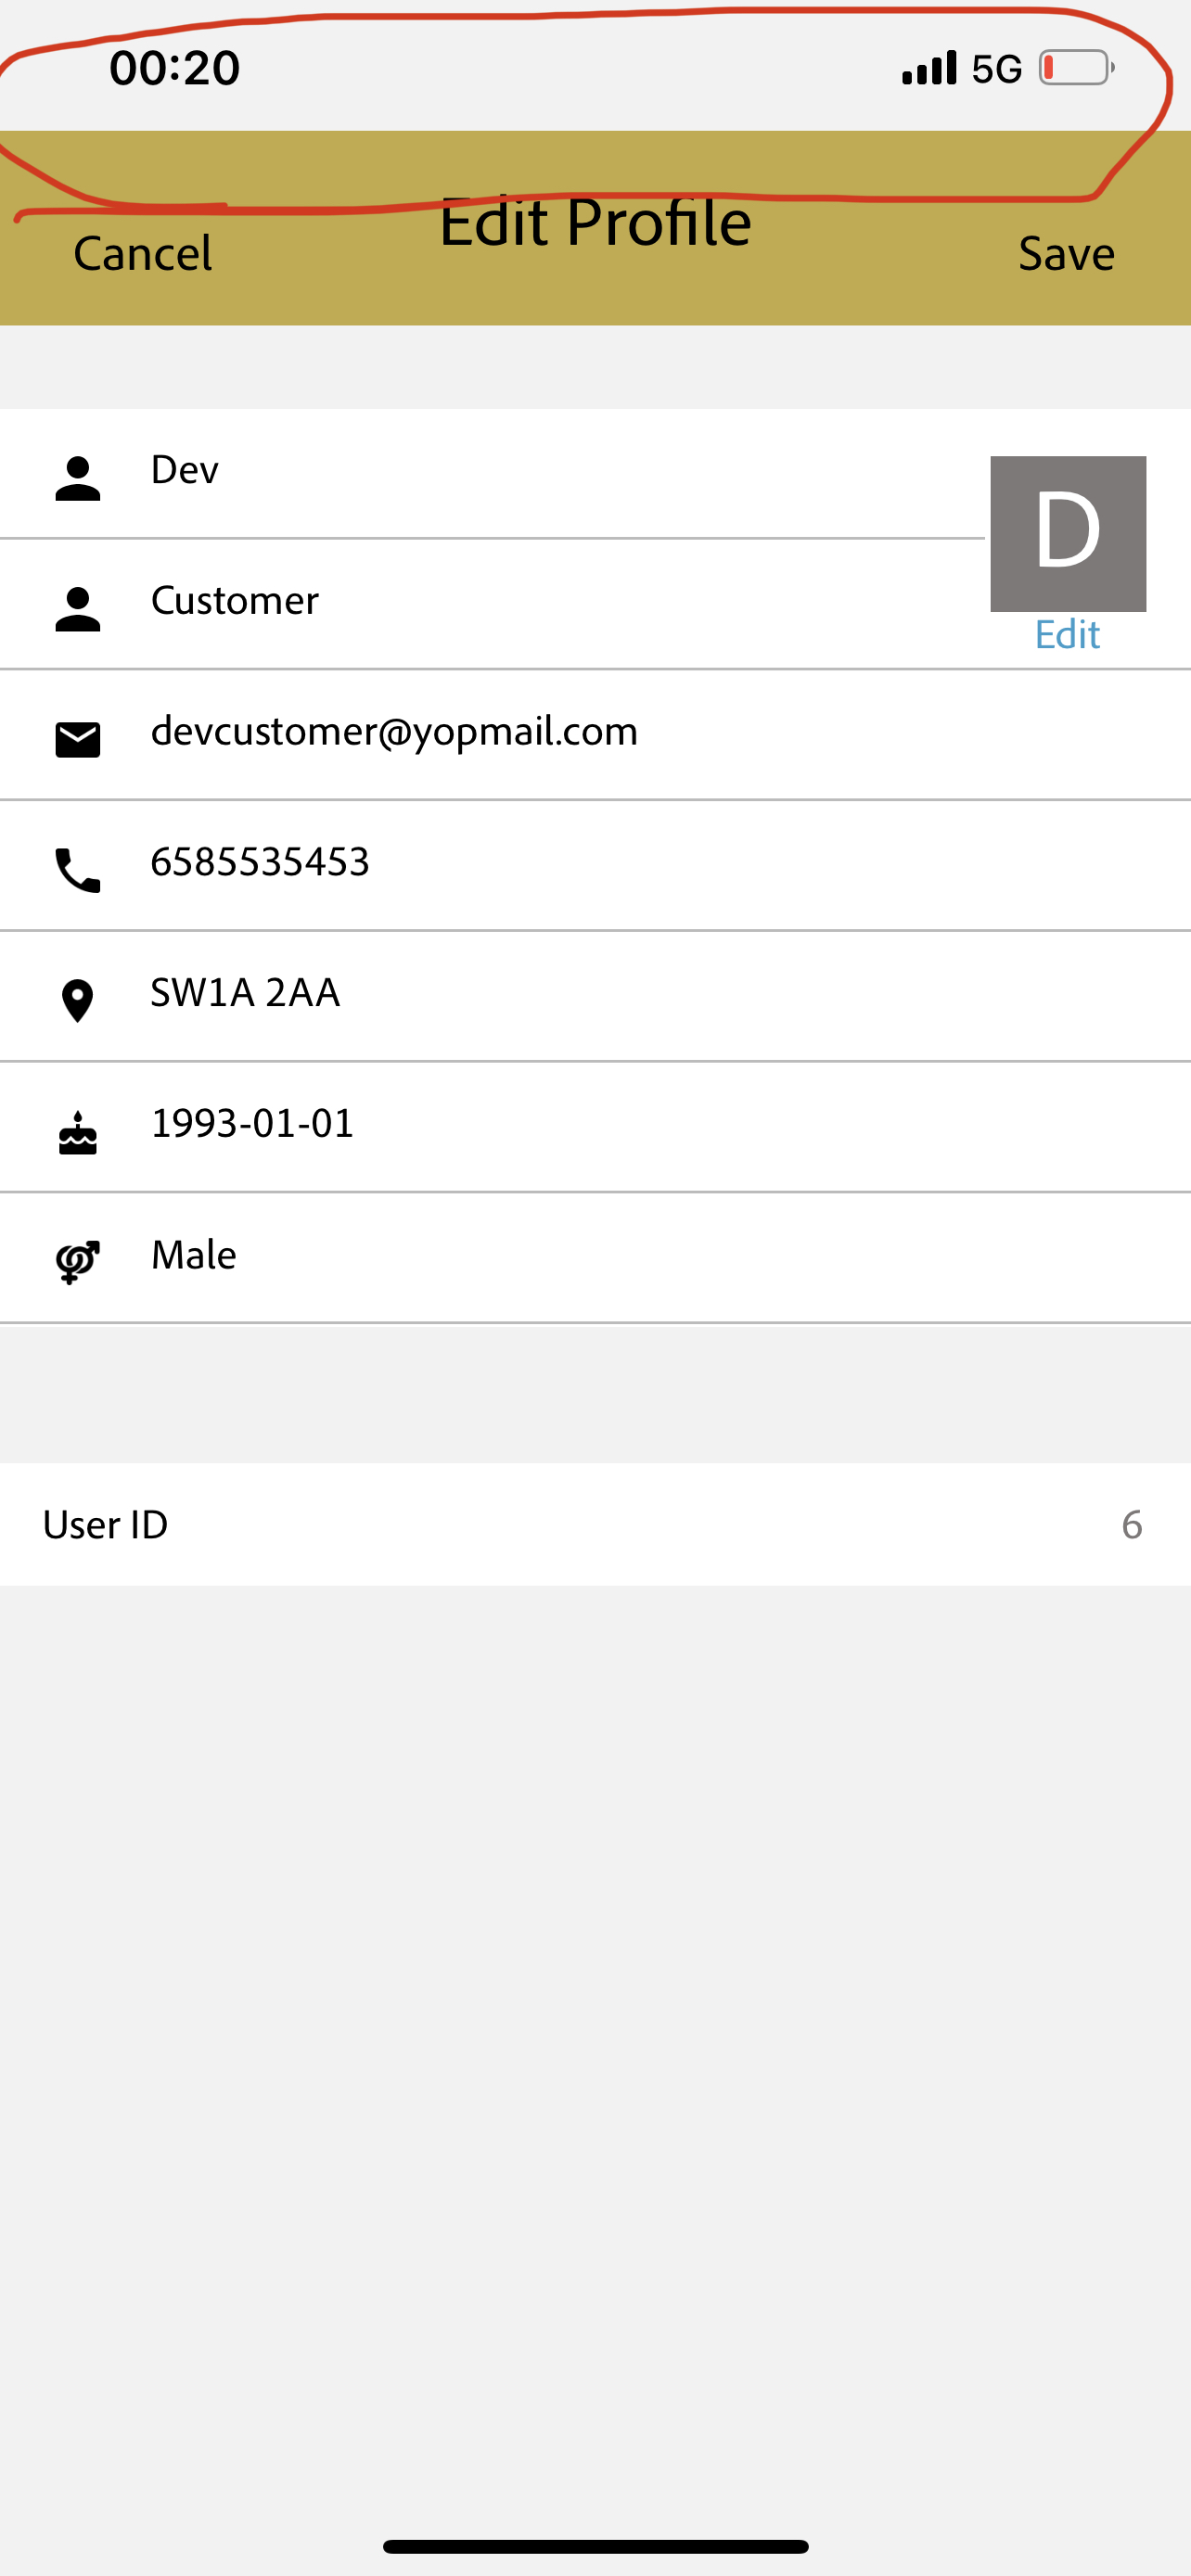 00:20 5G
Edit Profile
Cancel Save
Dev
D
Customer
Edit
devcustomer@yopmail.com
6585535453
SW1A 2AA
1993-01-01
Male
User ID 6